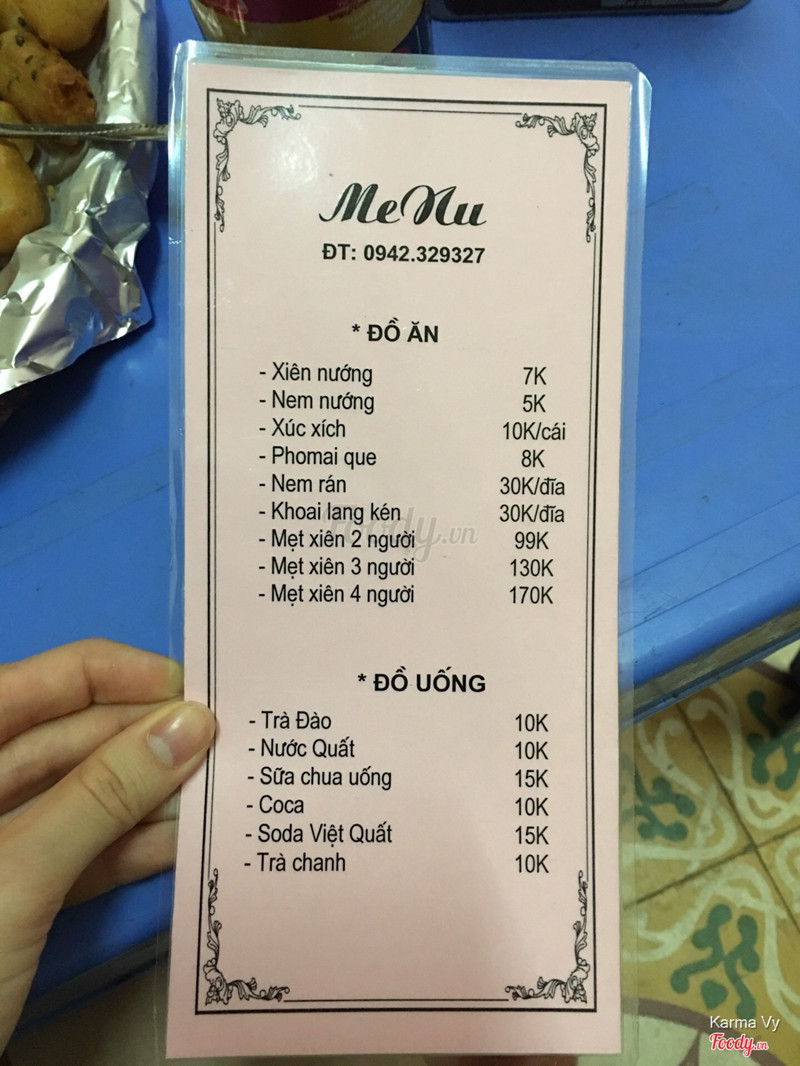 MeNu
ĐT: 0942.329327
* ĐỒ ĂN
- Xiên nướng 7K
- Nem nướng 5K
- Xúc xích 10K/cái
- Phomai que 8K
- Nem rán 30K/đĩa
- Khoai lang kén 30K/đĩa
- Mẹt xiên 2 người 99K
- Mẹt xiên 3 người 130K
- Mẹt xiên 4 người 170K
Foody.vn
* ĐỒ UỐNG
- Trà Đào 10K
- Nước Quất 10K
- Sữa chua uống 15K
- Coca 10K
- Soda Việt Quất 15K
- Trà chanh 10K
Karma Vy
Foody.vn